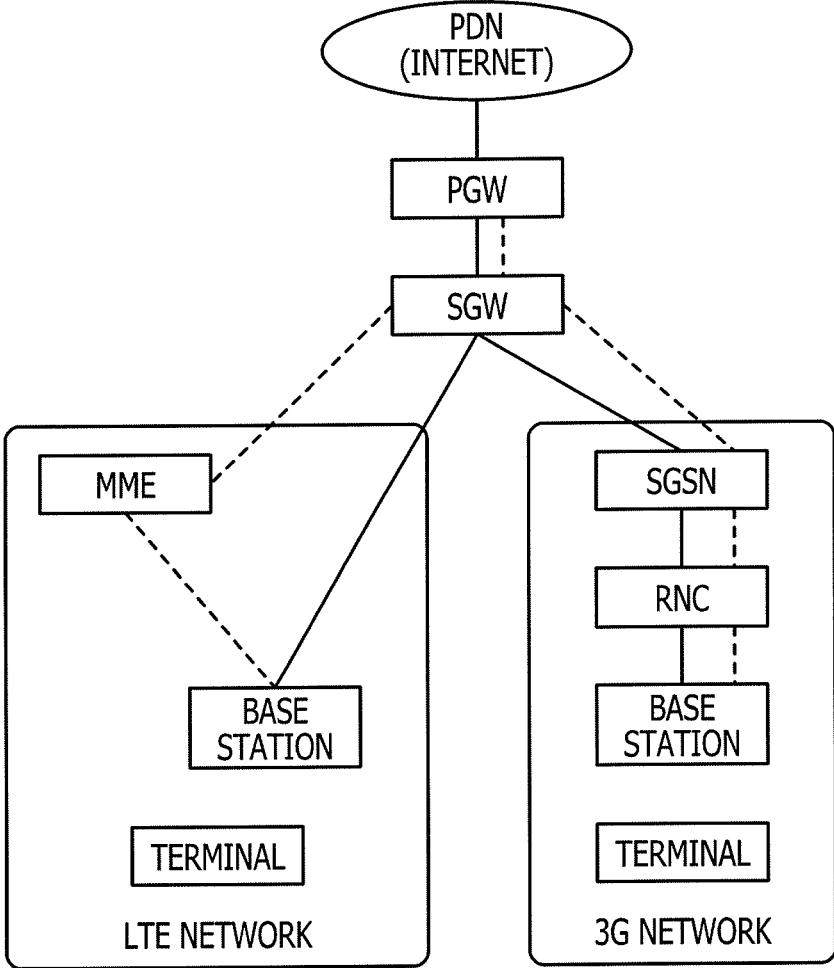 PDN
(INTERNET)
PGW
SGW
MME
BASE
STATION
TERMINAL
LTE NETWORK
SGSN
RNC
BASE
STATION
TERMINAL
3G NETWORK